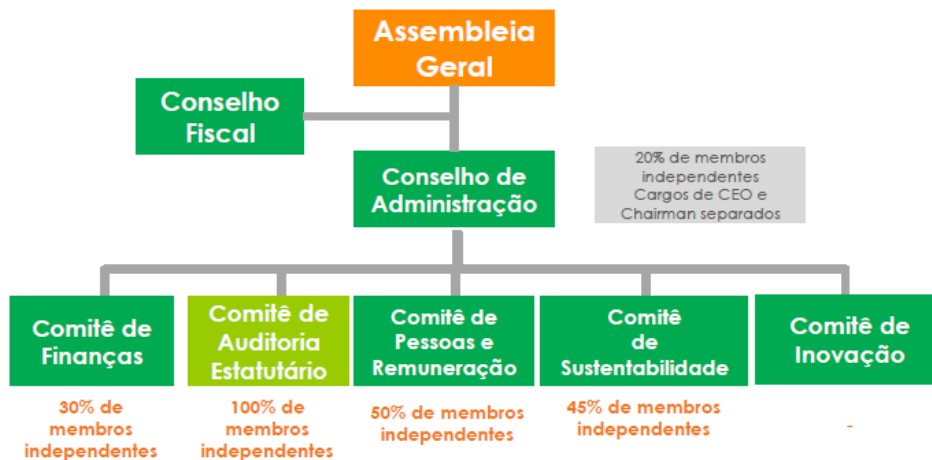 Assembleia
Geral
Conselho
Fiscal
Conselho de
Administração
20% de membros
independentes
Cargos de CEO e
Chairman separados
Comitê de
Finanças
Comitê de
Auditoria
Estatutário
Comitê de
Pessoas e
Remuneração
Comitê
de
Sustentabilidade
Comitê de
Inovação
30% de
membros
independentes
100% de
membros
independentes
50% de membros
independentes
45% de membros
independentes
-